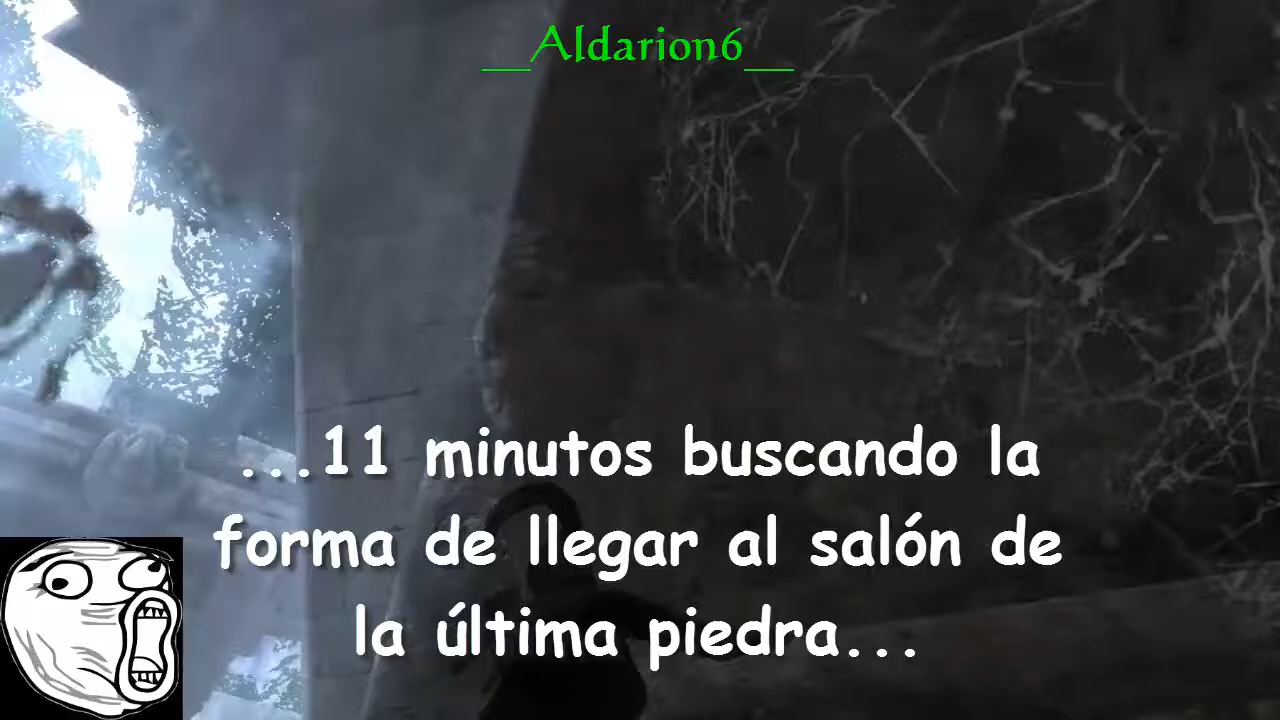 __Aldarion6__
...11 minutos buscando la
forma de llegar al salón de
la última piedra...